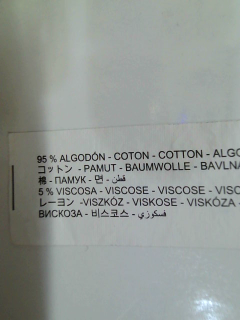 95 % ALGODÓN - COTON - COTTON - ALGO
コットン - PAMUT - BAUMWOLLE - BAVLNA
棉 - ПАМУК - 면 - قطن
5 % VISCOSA - VISCOSE - VISCOSE - VISCO
レーヨン -VISZKÓZ - VISKOSE - VISKÓZA -
ВИСКОЗА - 비스코스 - فسكوزي